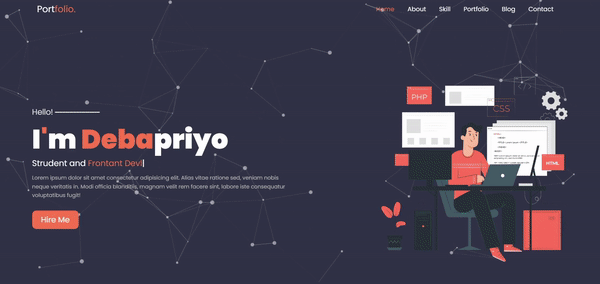 Portfolio.
Home About Skill Portfolio Blog Contact
Hello!
I'm Debapriyo
Strudent and Frontant Devl
Lorem ipsum dolor sit amet consectetur adipisicing elit. Alias ratione sed, veniam nobis
neque veritatis in. Modi officia blanditiis, magnam velit rem facere sint, labore iste consequatur
voluptatibus fugit!
Hire Me
PHP
CSS
HTML